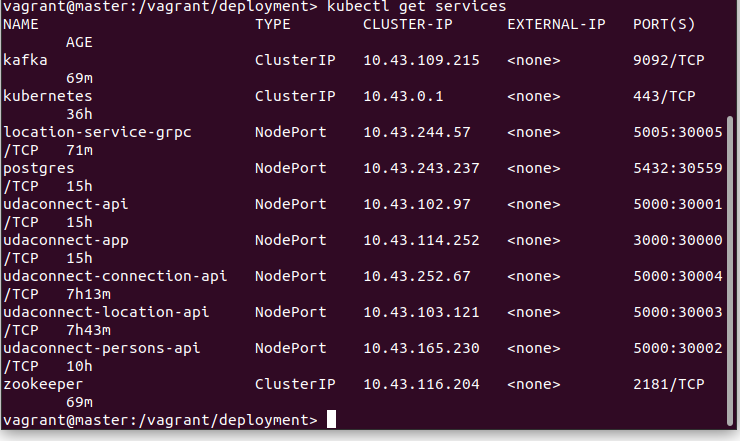 vagrant@master:/vagrant/deployment> kubectl get services
NAME TYPE CLUSTER-IP EXTERNAL-IP PORT(S)
AGE
kafka ClusterIP 10.43.109.215 <none> 9092/TCP
69m
kubernetes ClusterIP 10.43.0.1 <none> 443/TCP
36h
location-service-grpc NodePort 10.43.244.57 <none> 5005:30005
/TCP 71m
postgres NodePort 10.43.243.237 <none> 5432:30559
/TCP 15h
udaconnect-api NodePort 10.43.102.97 <none> 5000:30001
/TCP 15h
udaconnect-app NodePort 10.43.114.252 <none> 3000:30000
/TCP 15h
udaconnect-connection-api NodePort 10.43.252.67 <none> 5000:30004
/TCP 7h13m
udaconnect-location-api NodePort 10.43.103.121 <none> 5000:30003
/TCP 7h43m
udaconnect-persons-api NodePort 10.43.165.230 <none> 5000:30002
/TCP 10h
zookeeper ClusterIP 10.43.116.204 <none> 2181/TCP
69m
vagrant@master:/vagrant/deployment>